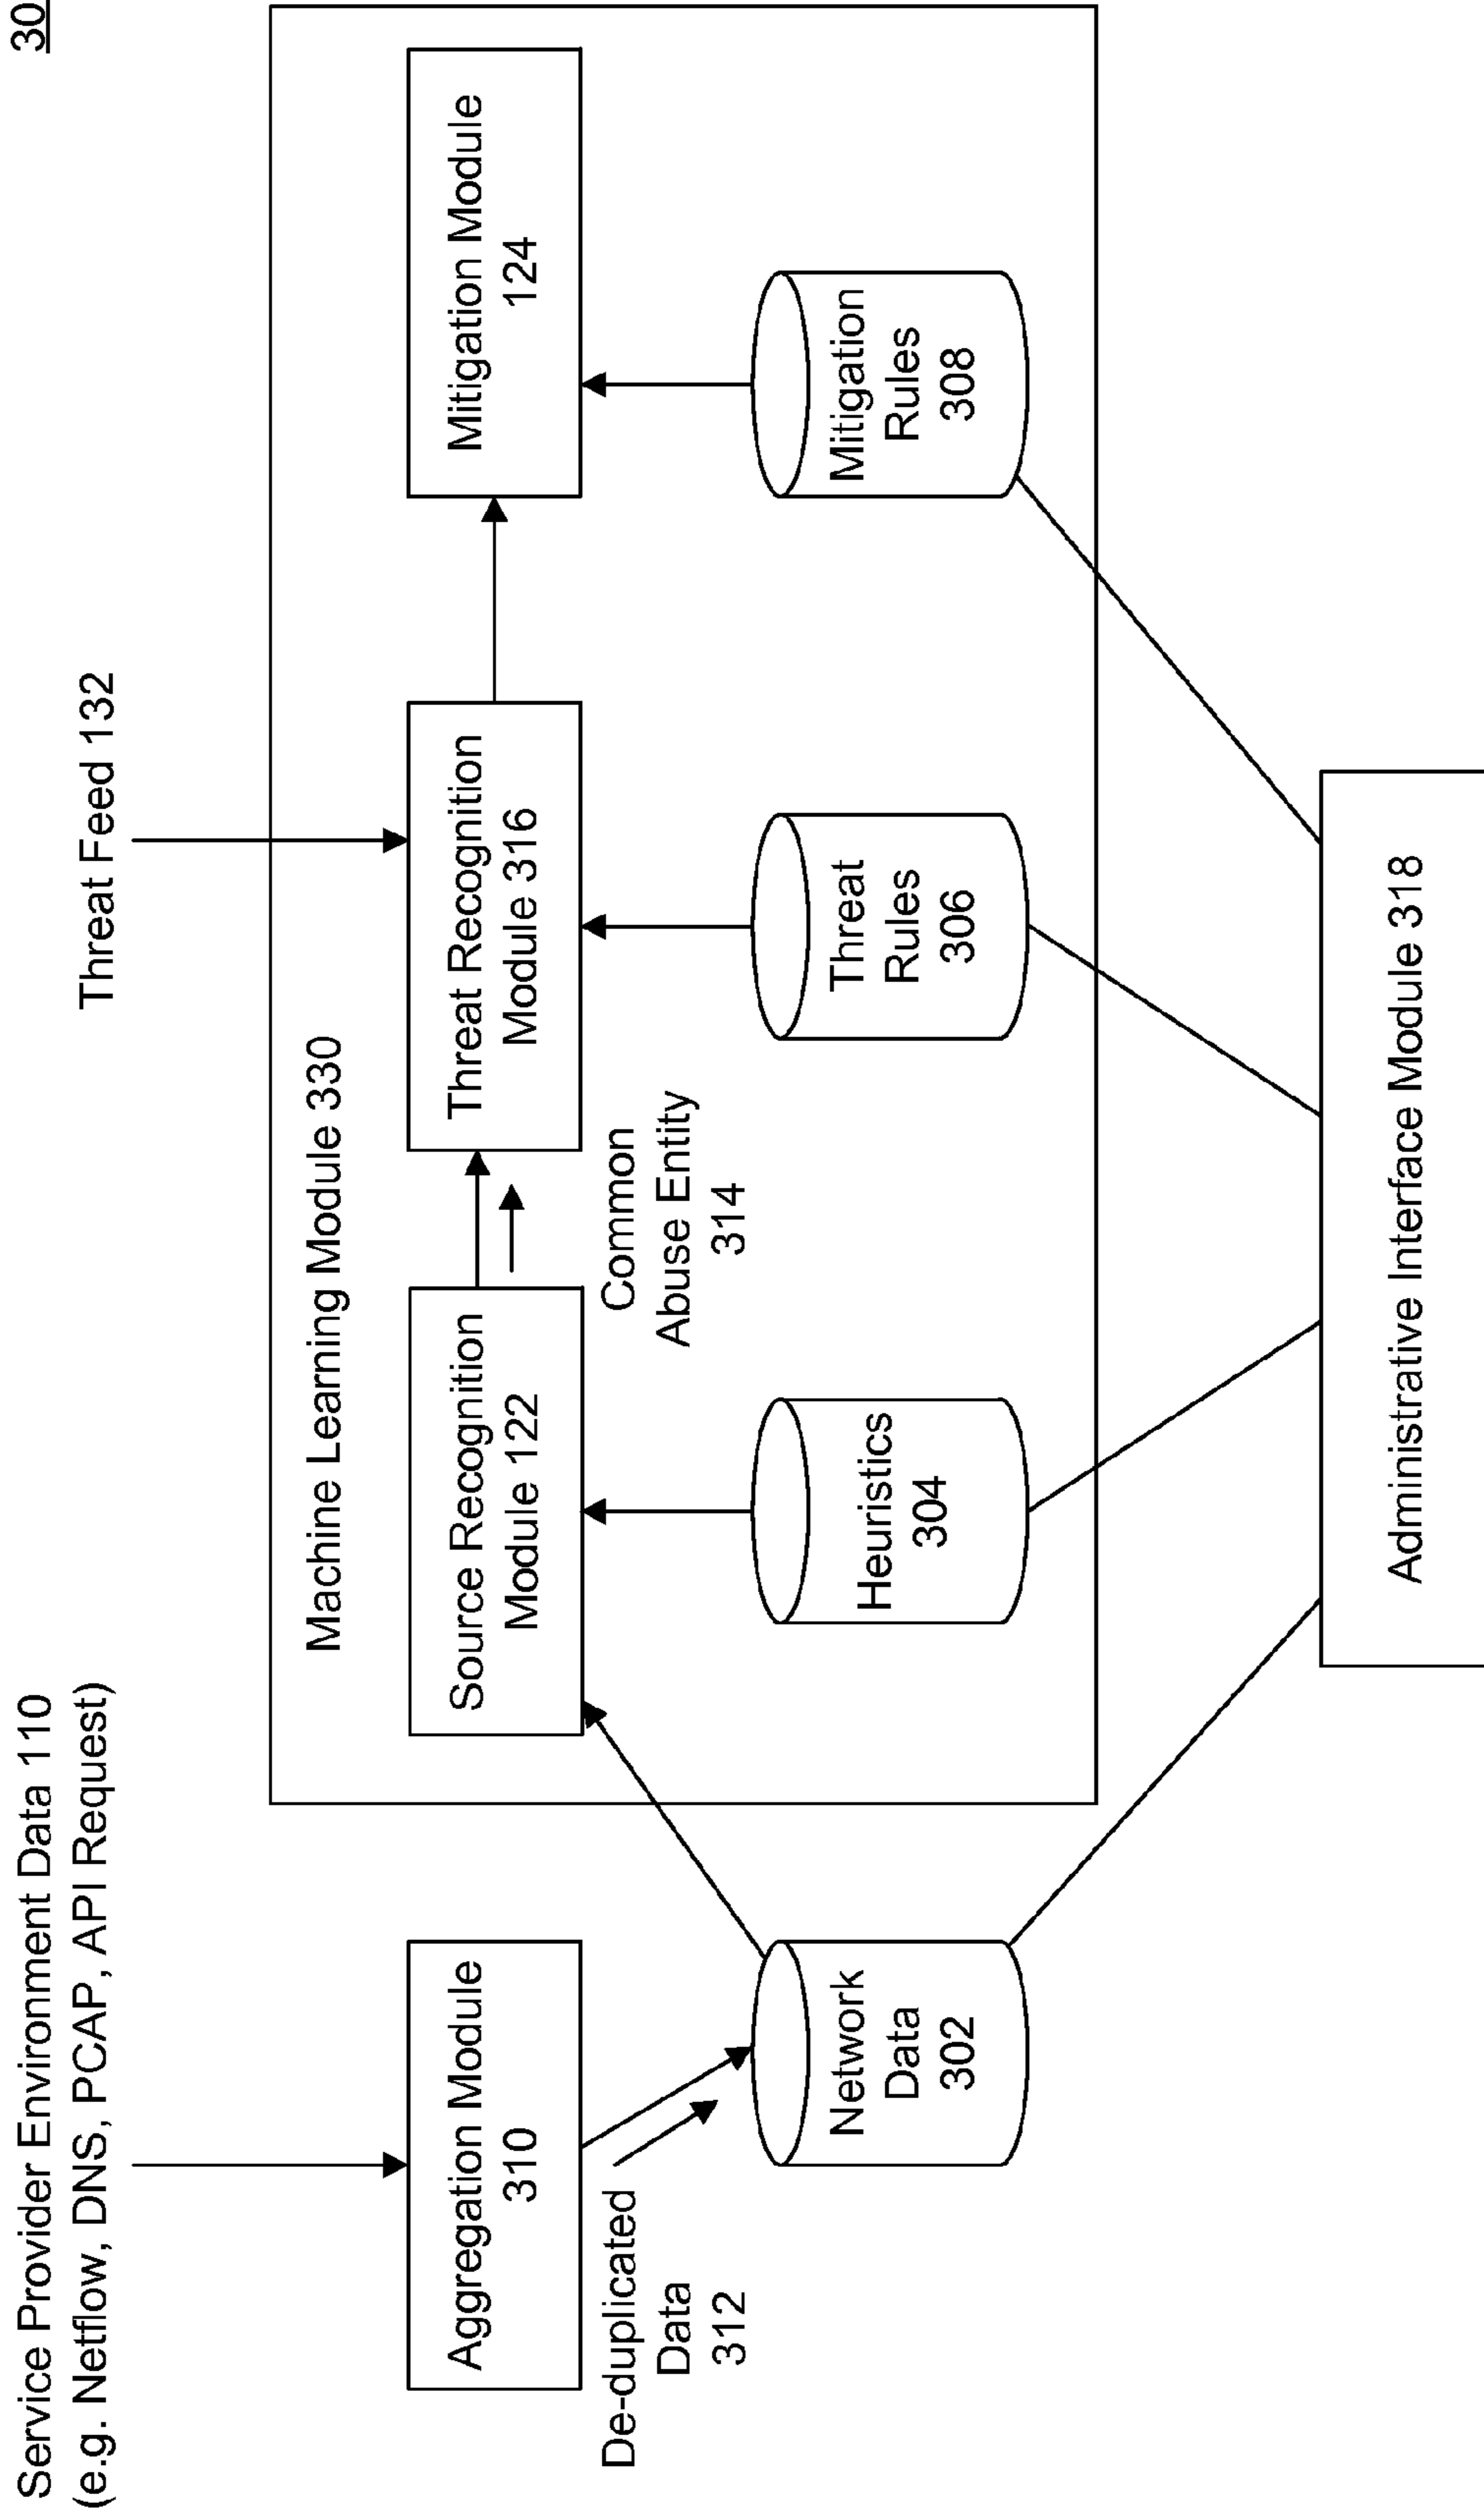 30
Service Provider Environment Data 110
(e.g. Netflow, DNS, PCAP, API Request)
Threat Feed 132
Machine Learning Module 330
Aggregation Module
310
Source Recognition
Module 122
Threat Recognition
Module 316
Mitigation Module
124
De-duplicated
Data
312
Common
Abuse Entity
314
Network
Data
302
Heuristics
304
Threat
Rules
306
Mitigation
Rules
308
Administrative Interface Module 318